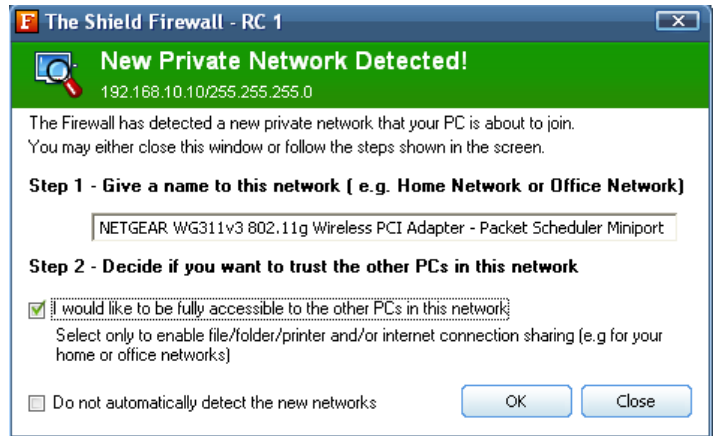 F The Shield Firewall - RC 1
New Private Network Detected!
192.168.10.10/255.255.255.0
The Firewall has detected a new private network that your PC is about to join.
You may either close this window or follow the steps shown in the screen.
Step 1 - Give a name to this network ( e.g. Home Network or Office Network)
NETGEAR WG311v3 802.11g Wireless PCI Adapter - Packet Scheduler Miniport
Step 2 - Decide if you want to trust the other PCs in this network
I would like to be fully accessible to the other PCs in this network
Select only to enable file/folder/printer and/or internet connection sharing (e.g for your
home or office networks)
Do not automatically detect the new networks
OK Close